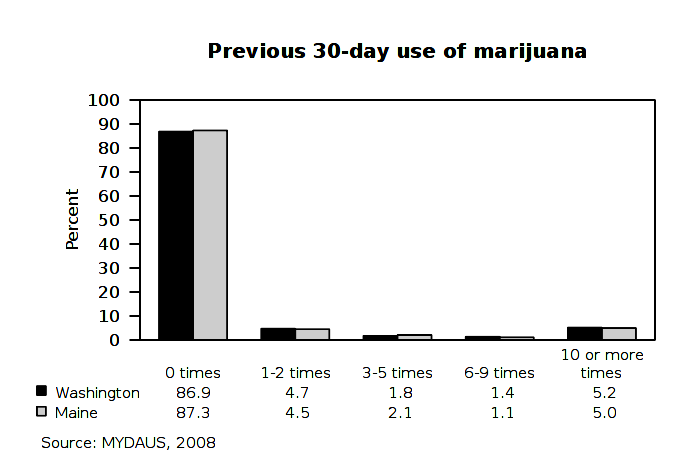 Previous 30-day use of marijuana
Percent
100
90
80
70
60
50
40
30
20
10
0
0 times 1-2 times 3-5 times 6-9 times 10 or more times
Washington 86.9 4.7 1.8 1.4 5.2
Maine 87.3 4.5 2.1 1.1 5.0
Source: MYDAUS, 2008